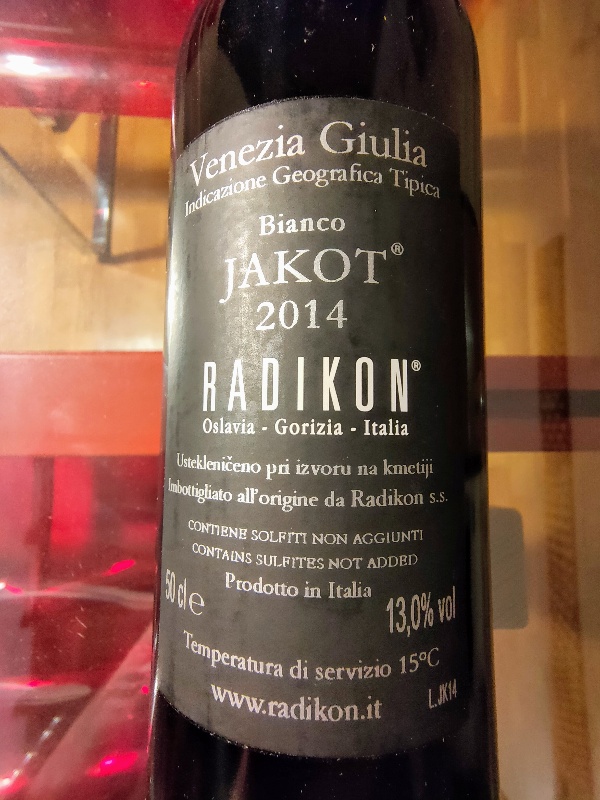 Venezia Giulia
Indicazione Geografica Tipica
Bianco
JAKOT®
2014
RADIKON®
Oslavia - Gorizia - Italia
Ustekleničeno pri izvoru na kmetiji
Imbottigliato all'origine da Radikon s.s.
CONTIENE SOLFITI NON AGGIUNTI
CONTAINS SULFITES NOT ADDED
Prodotto in Italia
50 cl e
13,0% vol
Temperatura di servizio 15°C
www.radikon.it
L.JK14